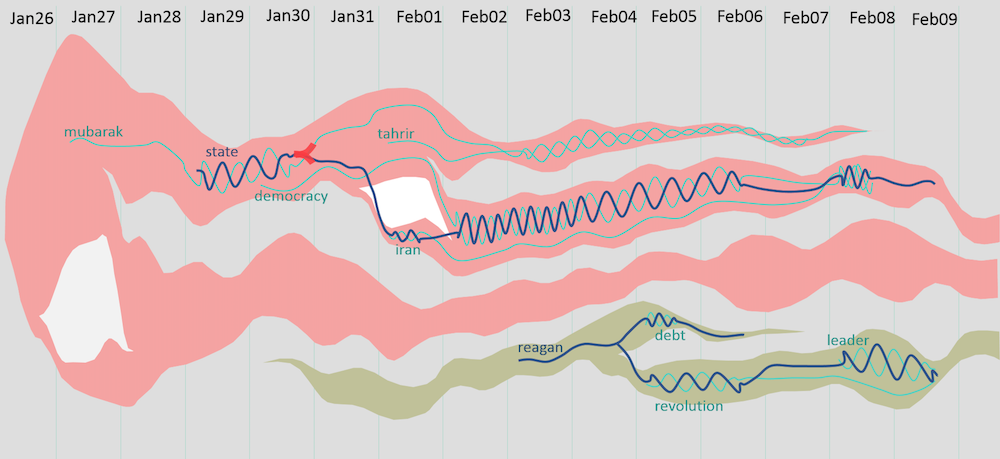 Jan26 Jan27 Jan28 Jan29 Jan30 Jan31 Feb01 Feb02 Feb03 Feb04 Feb05 Feb06 Feb07 Feb08 Feb09
mubarak
tahrir
state
democracy
iran
reagan
debt
leader
revolution